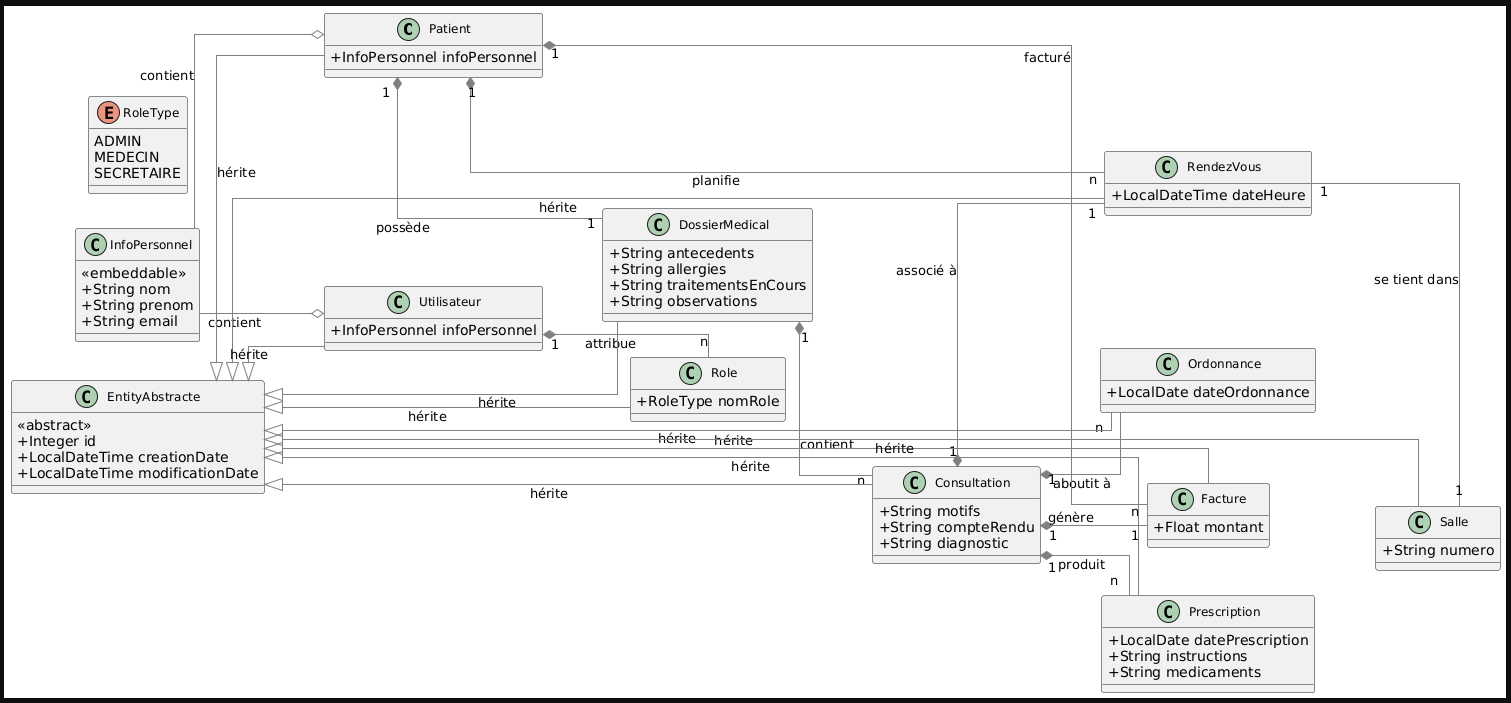 C Patient
+InfoPersonnel infoPersonnel
1
facturé
contient
1
1
E RoleType
ADMIN
MEDECIN
SECRETAIRE
hérite
planifie
n
C RendezVous
+LocalDateTime dateHeure
1
1
hérite
possède
1
C DossierMedical
+String antecedents
+String allergies
+String traitementsEnCours
+String observations
1
associé à
se tient dans
C InfoPersonnel
«embeddable»
+String nom
+String prenom
+String email
contient
C Utilisateur
+InfoPersonnel infoPersonnel
1
attribue
n
hérite
C Role
+RoleType nomRole
C Ordonnance
+LocalDate dateOrdonnance
n
C EntityAbstracte
«abstract»
+Integer id
+LocalDateTime creationDate
+LocalDateTime modificationDate
hérite
hérite
hérite
hérite
contient
hérite
hérite
hérite
1
n
C Consultation
+String motifs
+String compteRendu
+String diagnostic
1
aboutit à
génère
1
n
1
1
produit
n
C Facture
+Float montant
1
C Salle
+String numero
C Prescription
+LocalDate datePrescription
+String instructions
+String medicaments